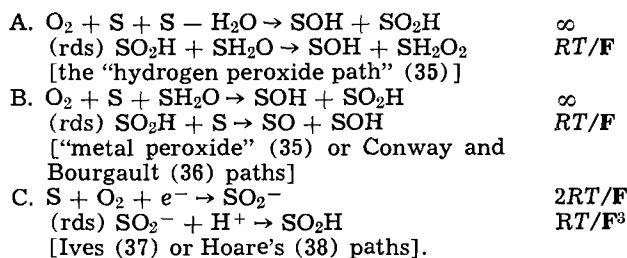 A. O₂ + S + S − H₂O → SOH + SO₂H ∞
(rds) SO₂H + SH₂O → SOH + SH₂O₂ RT/F
[the "hydrogen peroxide path" (35)]
B. O₂ + S + SH₂O → SOH + SO₂H ∞
(rds) SO₂H + S → SO + SOH RT/F
["metal peroxide" (35) or Conway and
Bourgault (36) paths]
C. S + O₂ + e⁻ → SO₂⁻ 2RT/F
(rds) SO₂⁻ + H⁺ → SO₂H RT/F³
[Ives (37) or Hoare's (38) paths].